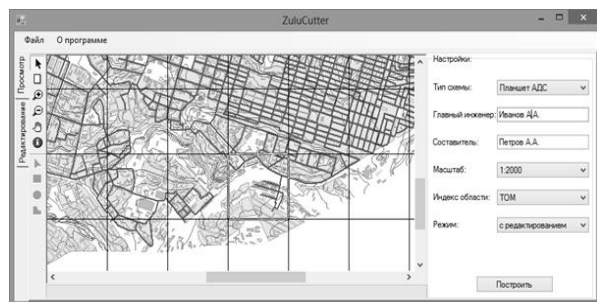 ZuluCutter
Файл О программе
Просмотр
Редактирование
Настройки:
Тип схемы: Планшет АДС
Главный инженер: Иванов А.А.
Составитель: Петров А.А.
Масштаб: 1:2000
Индекс области: ТОМ
Режим: с редактированием
Построить